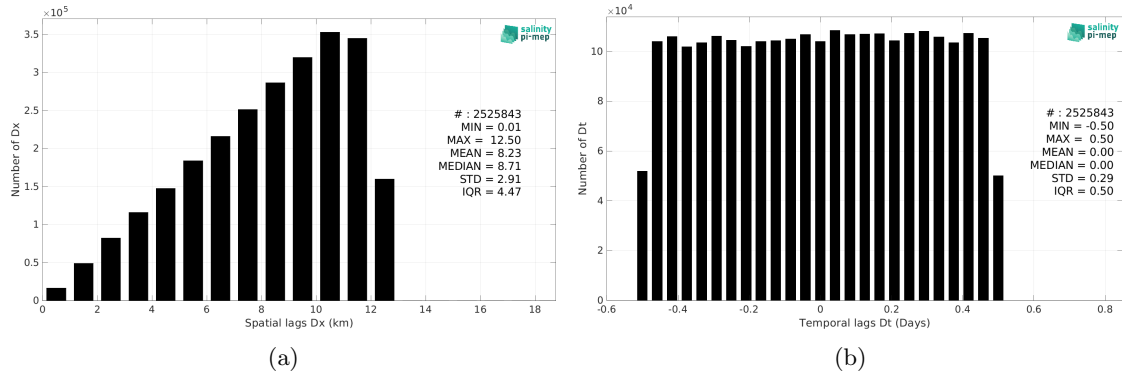 ×10⁵
3.5
3
2.5
2
1.5
1
0.5
0
Number of Dx
0 2 4 6 8 10 12 14 16 18
Spatial lags Dx (km)
salinity
pi-mep
# : 2525843
MIN = 0.01
MAX = 12.50
MEAN = 8.23
MEDIAN = 8.71
STD = 2.91
IQR = 4.47
(a)
×10⁴
10
8
6
4
2
0
Number of Dt
-0.6 -0.4 -0.2 0 0.2 0.4 0.6 0.8
Temporal lags Dt (Days)
salinity
pi-mep
# : 2525843
MIN = -0.50
MAX = 0.50
MEAN = 0.00
MEDIAN = 0.00
STD = 0.29
IQR = 0.50
(b)